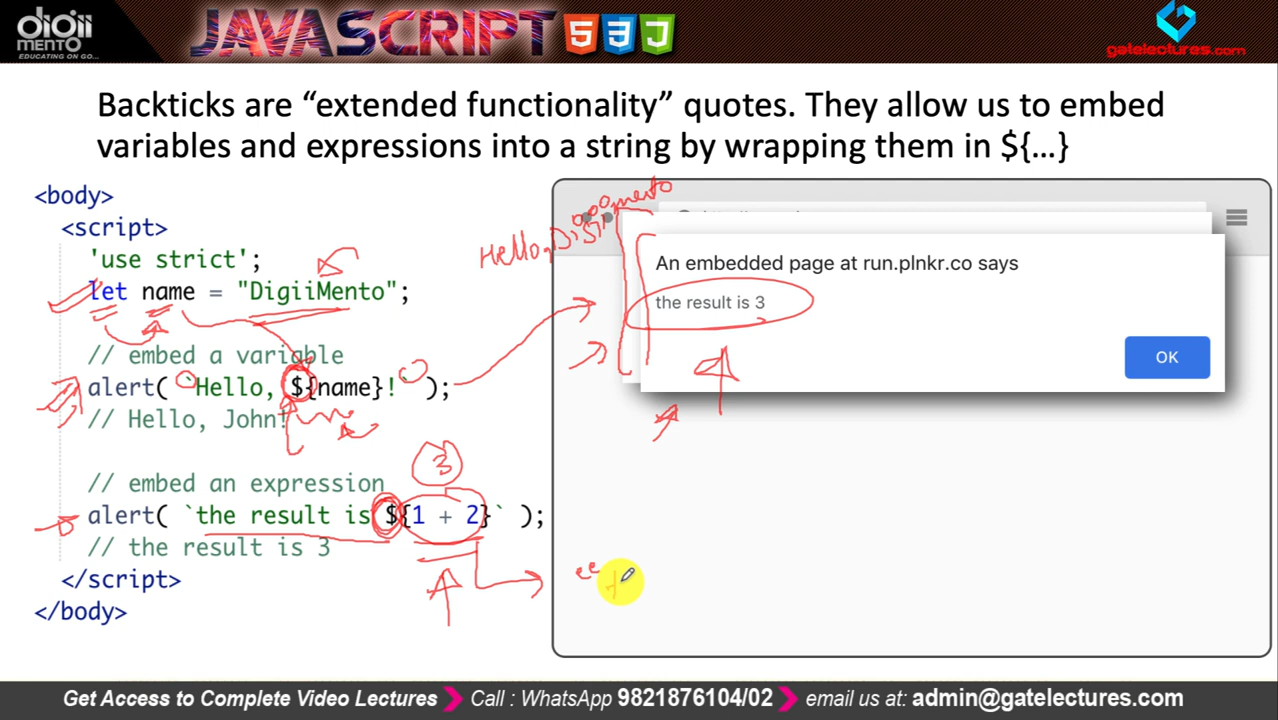 digii
MENTO
EDUCATING ON GO...
JAVASCRIPT
gatelectures.com
Backticks are “extended functionality” quotes. They allow us to embed
variables and expressions into a string by wrapping them in ${…}
<body>
<script>
'use strict';
let name = "DigiiMento";
// embed a variable
alert( `Hello, ${name}!` );
// Hello, John!
3
// embed an expression
alert( `the result is ${1 + 2}` );
// the result is 3
</script>
</body>
Hello, Digiimento
An embedded page at run.plnkr.co says
the result is 3
OK
Get Access to Complete Video Lectures
Call : WhatsApp 9821876104/02
email us at: admin@gatelectures.com